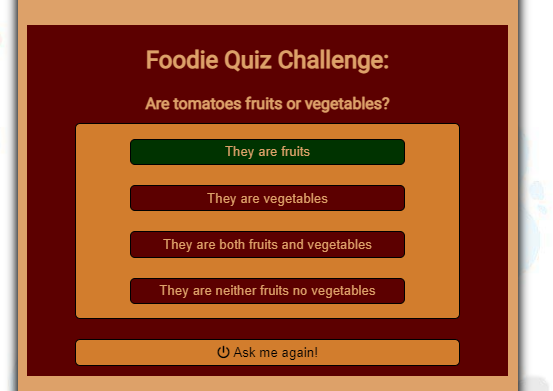 Foodie Quiz Challenge:
Are tomatoes fruits or vegetables?
They are fruits
They are vegetables
They are both fruits and vegetables
They are neither fruits no vegetables
Ask me again!